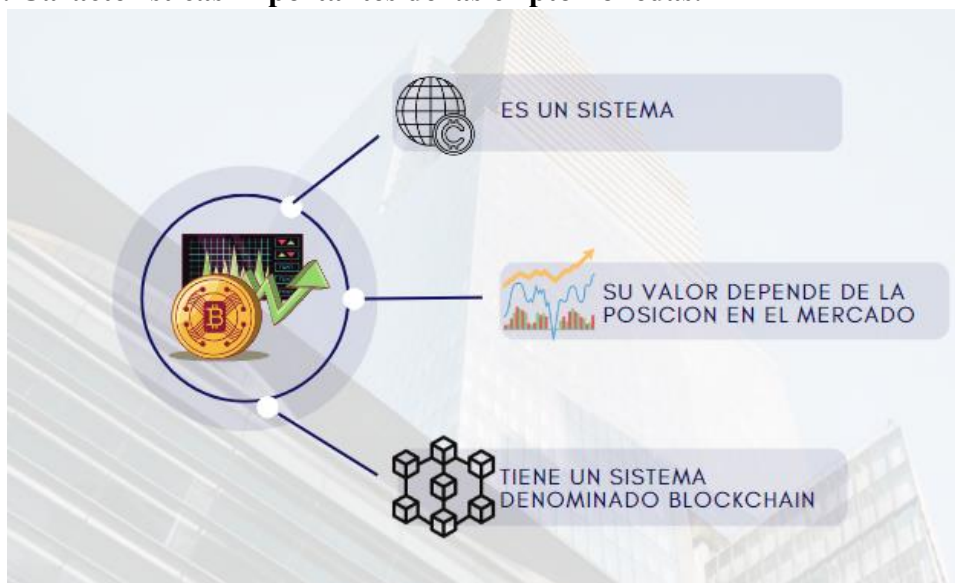 ES UN SISTEMA
SU VALOR DEPENDE DE LA
POSICION EN EL MERCADO
TIENE UN SISTEMA
DENOMINADO BLOCKCHAIN